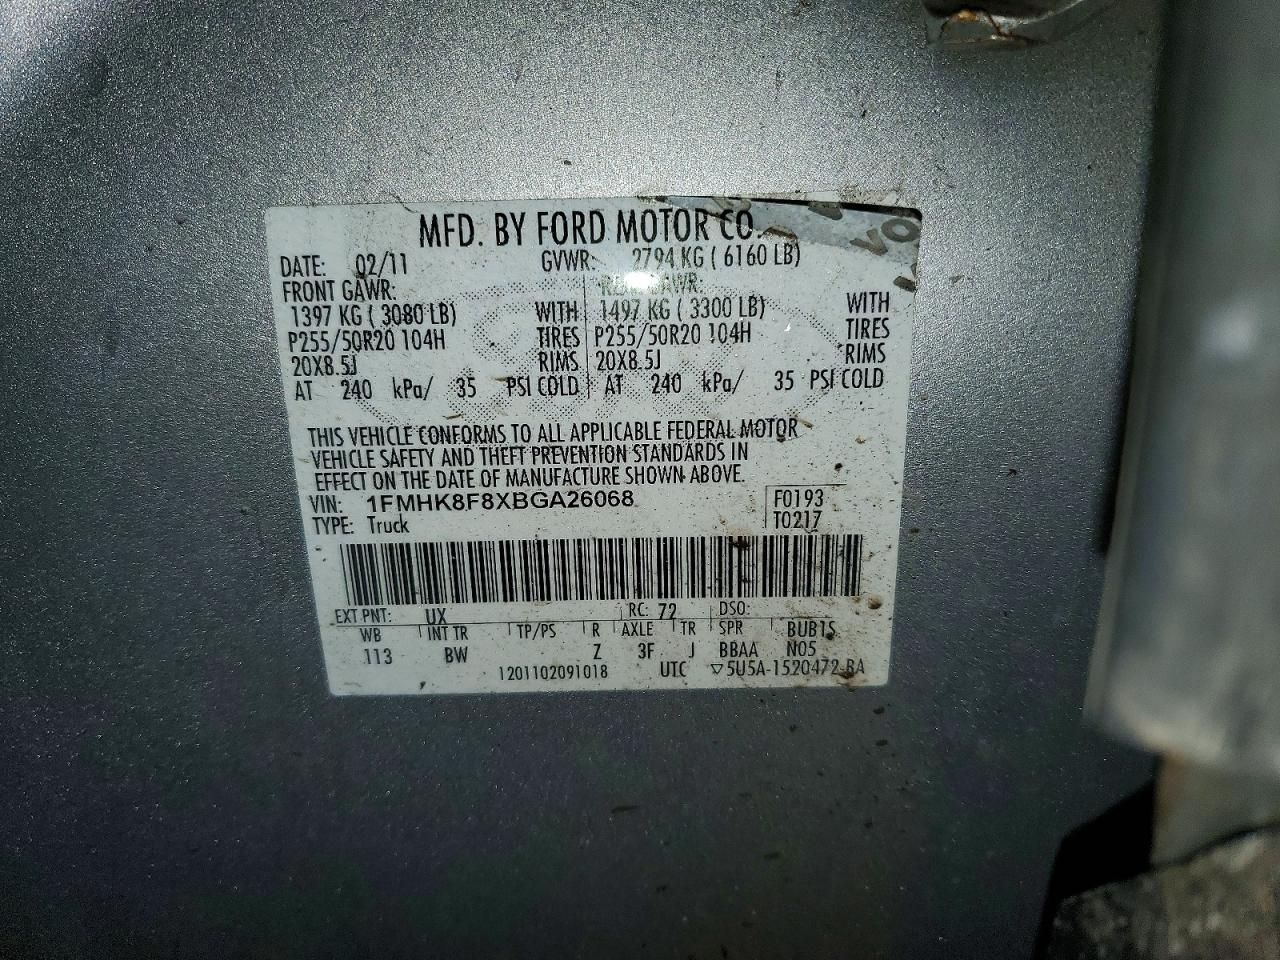 MFD. BY FORD MOTOR CO.
DATE: 02/11 GVWR: 2794 KG ( 6160 LB)
FRONT GAWR: REAR GAWR:
1397 KG ( 3080 LB) WITH 1497 KG ( 3300 LB) WITH
P255/50R20 104H TIRES P255/50R20 104H TIRES
20X8.5J RIMS 20X8.5J RIMS
AT 240 kPa/ 35 PSI COLD AT 240 kPa/ 35 PSI COLD
THIS VEHICLE CONFORMS TO ALL APPLICABLE FEDERAL MOTOR
VEHICLE SAFETY AND THEFT PREVENTION STANDARDS IN
EFFECT ON THE DATE OF MANUFACTURE SHOWN ABOVE.
VIN: 1FMHK8F8XBGA26068 F0193
TYPE: Truck T0217
EXT PNT: UX RC: 72 DSO:
WB INT TR TP/PS R AXLE TR SPR BUB1S
113 BW Z 3F J BBAA N05
1201102091018 UTC ▽5U5A-1520472-BA